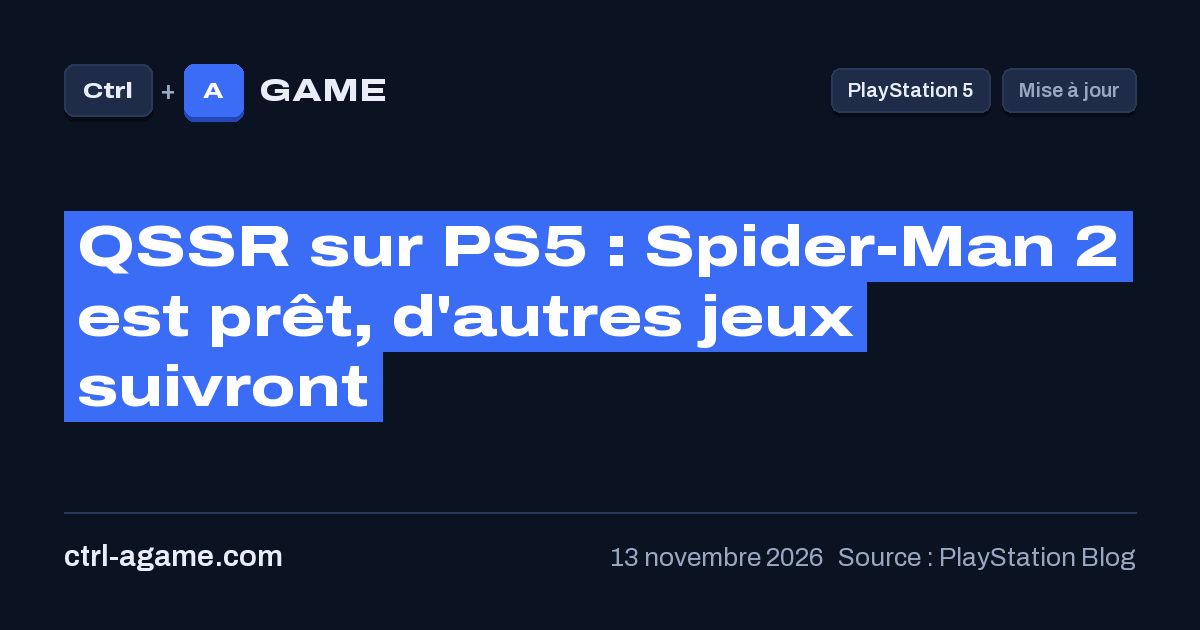 Ctrl + A GAME
PlayStation 5 Mise à jour
QSSR sur PS5 : Spider-Man 2
est prêt, d'autres jeux
suivront
ctrl-agame.com
13 novembre 2026 Source : PlayStation Blog